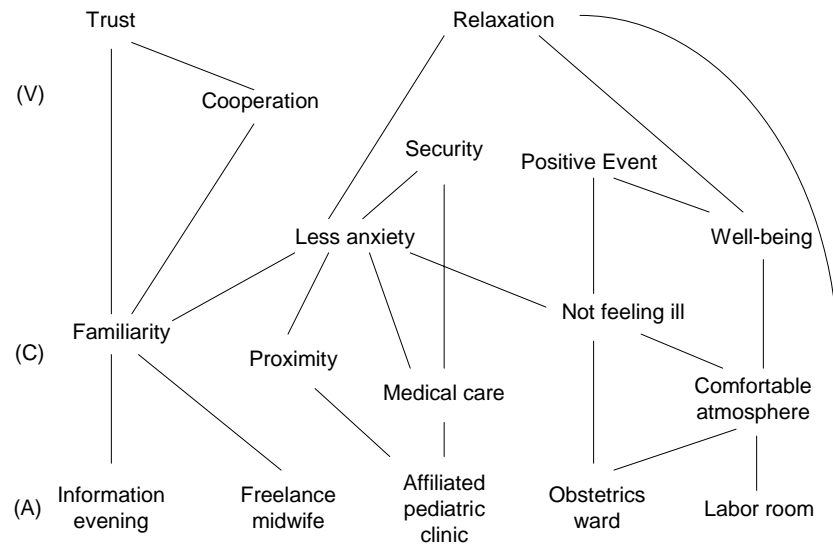 Trust
Relaxation
(V)
Cooperation
Security
Positive Event
Less anxiety
Well-being
Familiarity
Not feeling ill
(C)
Proximity
Medical care
Comfortable
atmosphere
(A)
Information
evening
Freelance
midwife
Affiliated
pediatric
clinic
Obstetrics
ward
Labor room